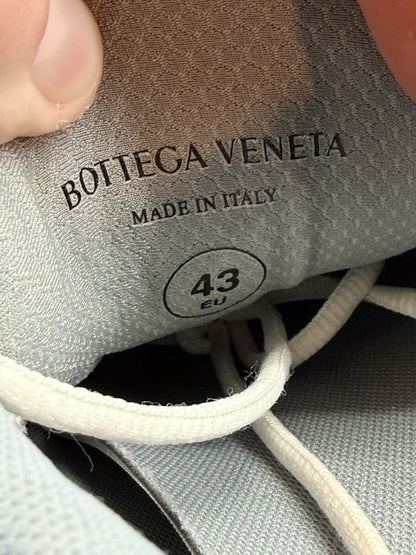 BOTTEGA VENETA
MADE IN ITALY
43
EU